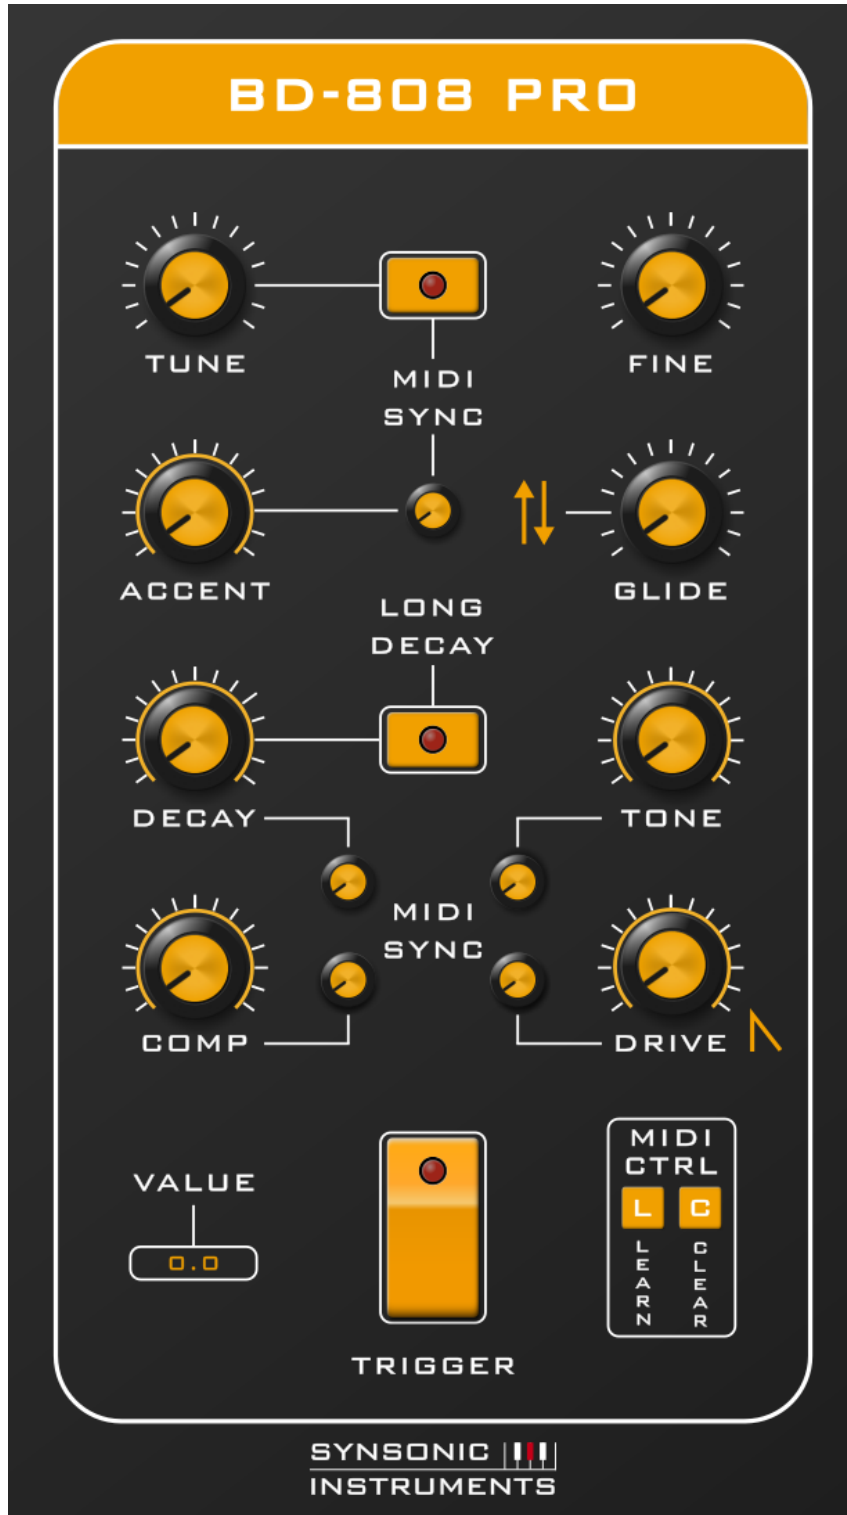 BD-808 PRO
TUNE
MIDI
SYNC
FINE
ACCENT
GLIDE
LONG
DECAY
DECAY
TONE
MIDI
SYNC
COMP
DRIVE
VALUE
0.0
TRIGGER
MIDI
CTRL
L C
LEARN
CLEAR
SYNSONIC
INSTRUMENTS